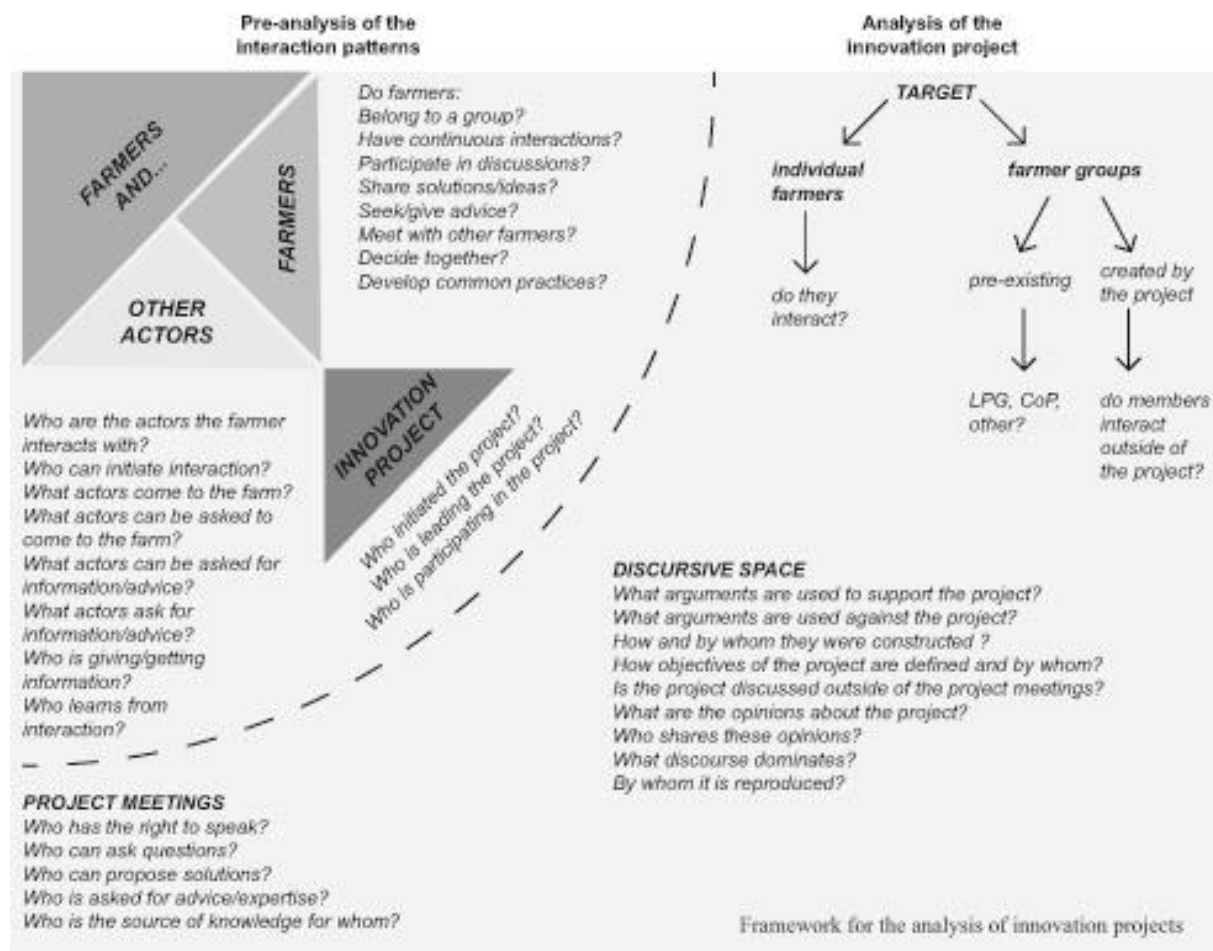 Pre-analysis of the
interaction patterns
Analysis of the
innovation project
FARMERS
AND...
FARMERS
OTHER
ACTORS
Do farmers:
Belong to a group?
Have continuous interactions?
Participate in discussions?
Share solutions/ideas?
Seek/give advice?
Meet with other farmers?
Decide together?
Develop common practices?
Who are the actors the farmer
interacts with?
Who can initiate interaction?
What actors come to the farm?
What actors can be asked to
come to the farm?
What actors can be asked for
information/advice?
What actors ask for
information/advice?
Who is giving/getting
information?
Who learns from
interaction?
INNOVATION
PROJECT
Who initiated the project?
Who is leading the project?
Who is participating in the project?
TARGET
individual
farmers
do they
interact?
farmer groups
pre-existing
LPG, CoP,
other?
created by
the project
do members
interact
outside of
the project?
DISCURSIVE SPACE
What arguments are used to support the project?
What arguments are used against the project?
How and by whom they were constructed ?
How objectives of the project are defined and by whom?
Is the project discussed outside of the project meetings?
What are the opinions about the project?
Who shares these opinions?
What discourse dominates?
By whom it is reproduced?
PROJECT MEETINGS
Who has the right to speak?
Who can ask questions?
Who can propose solutions?
Who is asked for advice/expertise?
Who is the source of knowledge for whom?
Framework for the analysis of innovation projects